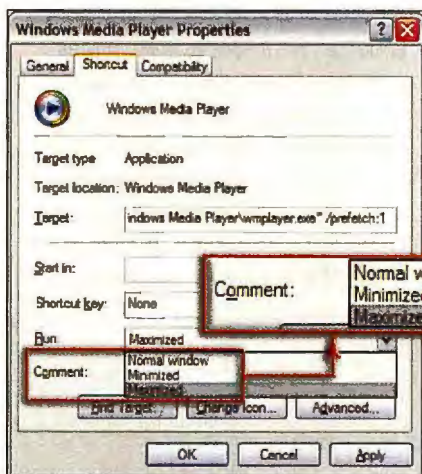 Windows Media Player Properties
General Shortcut Compatibility
Windows Media Player
Target type Application
Target location: Windows Media Player
Target: indows Media Player\wmplayer.exe" /prefetch:1
Start in:
Shortcut key: None
Run Maximized
Comment: Normal window
Minimized
Maximized
Comment: Normal w
Minimized
Maximized
Find Target... Change Icon... Advanced...
OK Cancel Apply